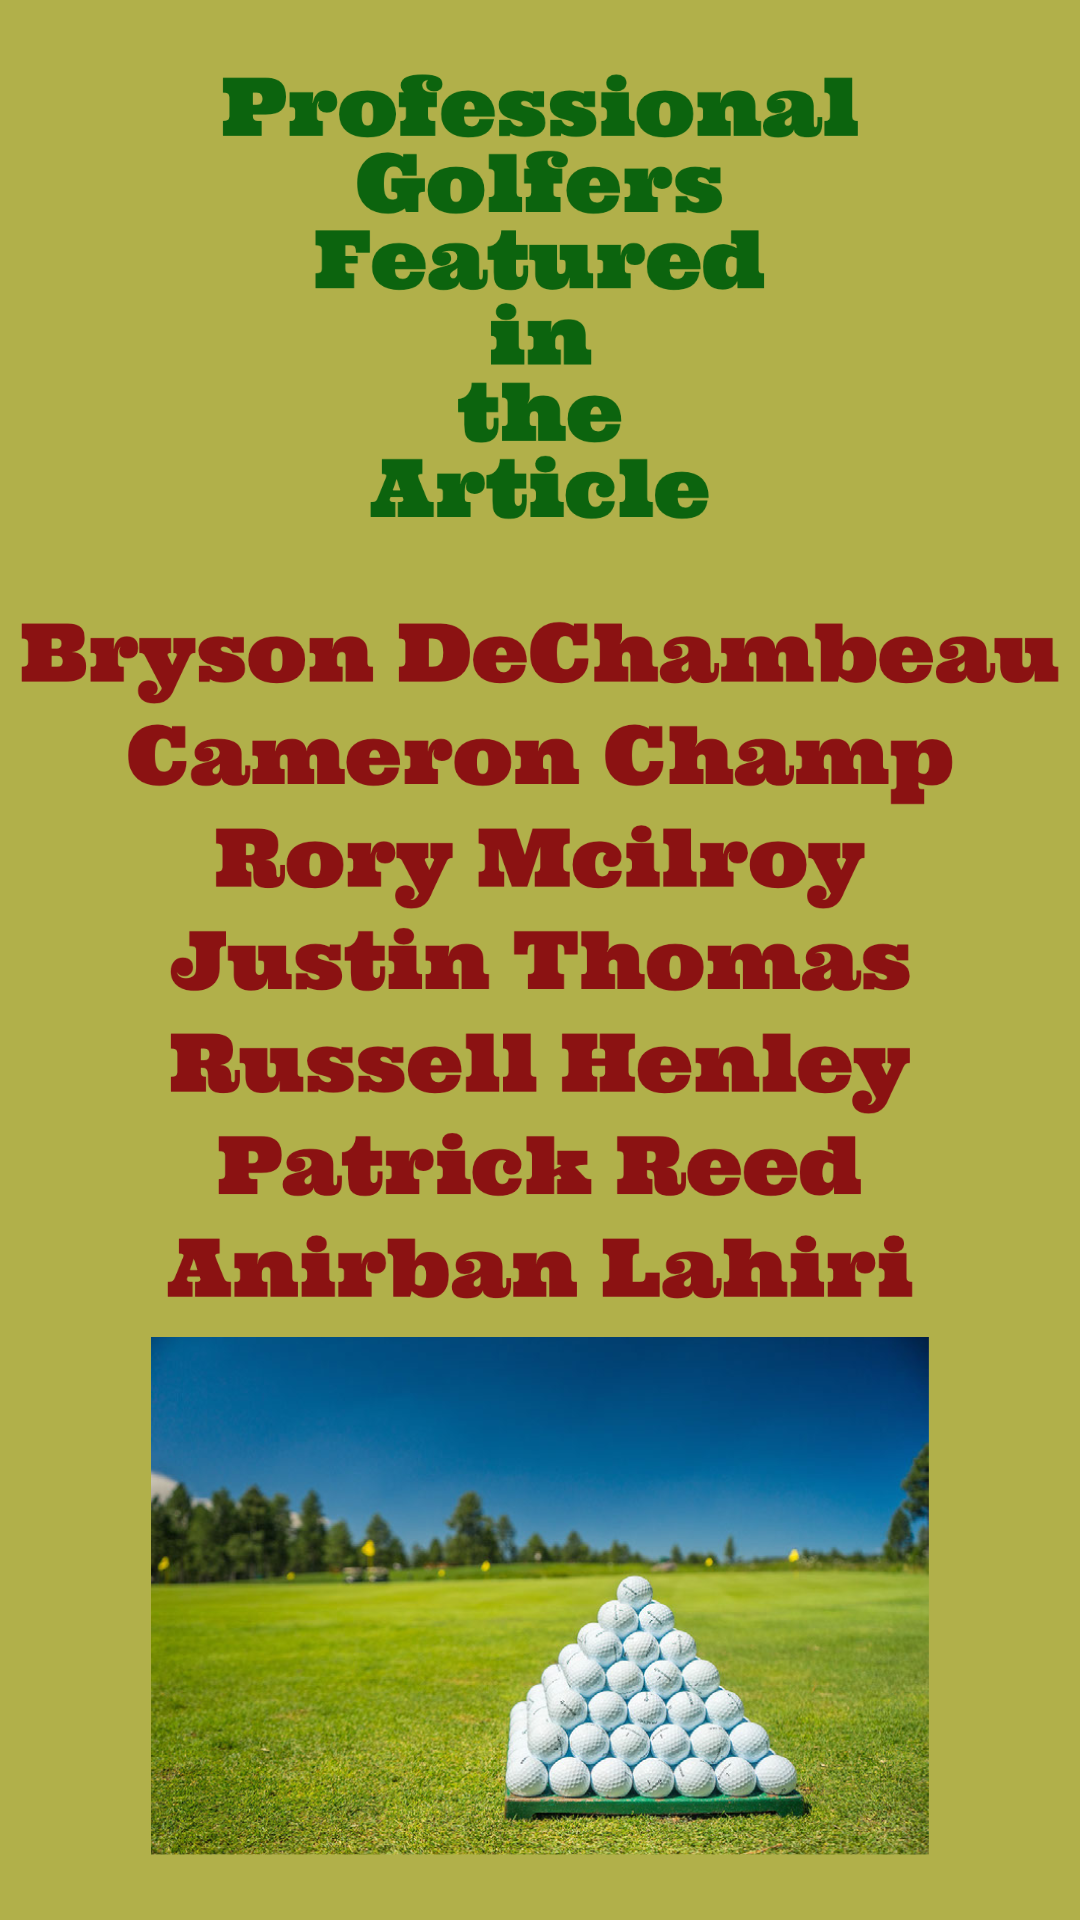 Professional
Golfers
Featured
in
the
Article
Bryson DeChambeau
Cameron Champ
Rory Mcilroy
Justin Thomas
Russell Henley
Patrick Reed
Anirban Lahiri